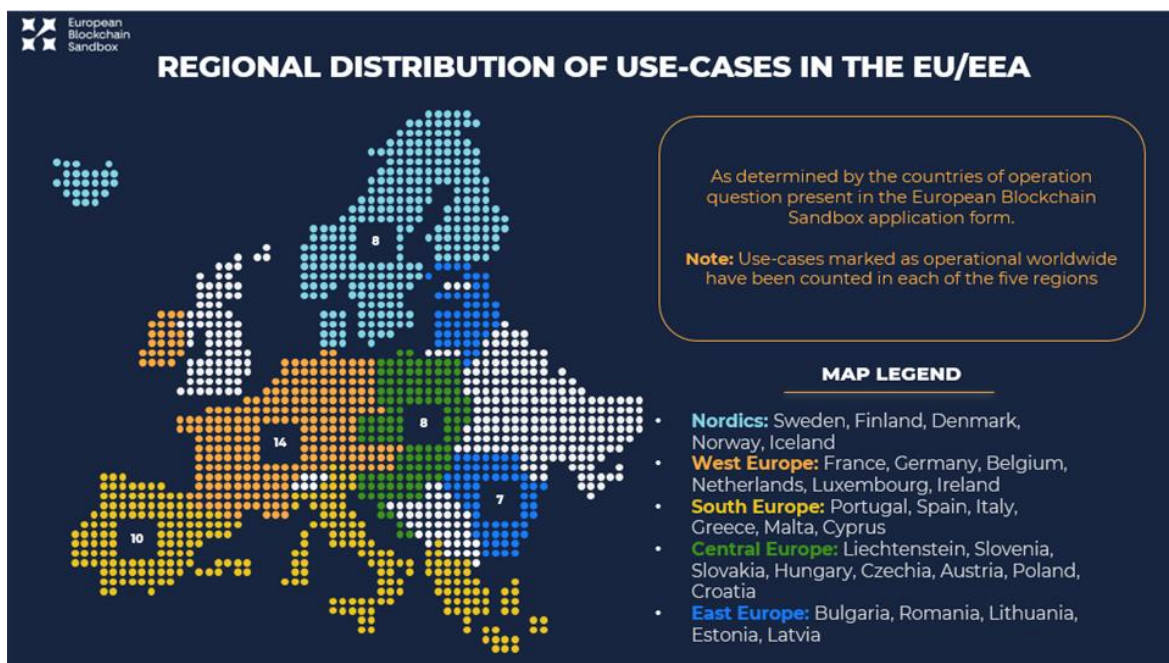 European
Blockchain
Sandbox
REGIONAL DISTRIBUTION OF USE-CASES IN THE EU/EEA
As determined by the countries of operation
question present in the European Blockchain
Sandbox application form.
Note: Use-cases marked as operational worldwide
have been counted in each of the five regions
8
14
8
7
10
MAP LEGEND
• Nordics: Sweden, Finland, Denmark,
Norway, Iceland
• West Europe: France, Germany, Belgium,
Netherlands, Luxembourg, Ireland
• South Europe: Portugal, Spain, Italy,
Greece, Malta, Cyprus
• Central Europe: Liechtenstein, Slovenia,
Slovakia, Hungary, Czechia, Austria, Poland,
Croatia
• East Europe: Bulgaria, Romania, Lithuania,
Estonia, Latvia